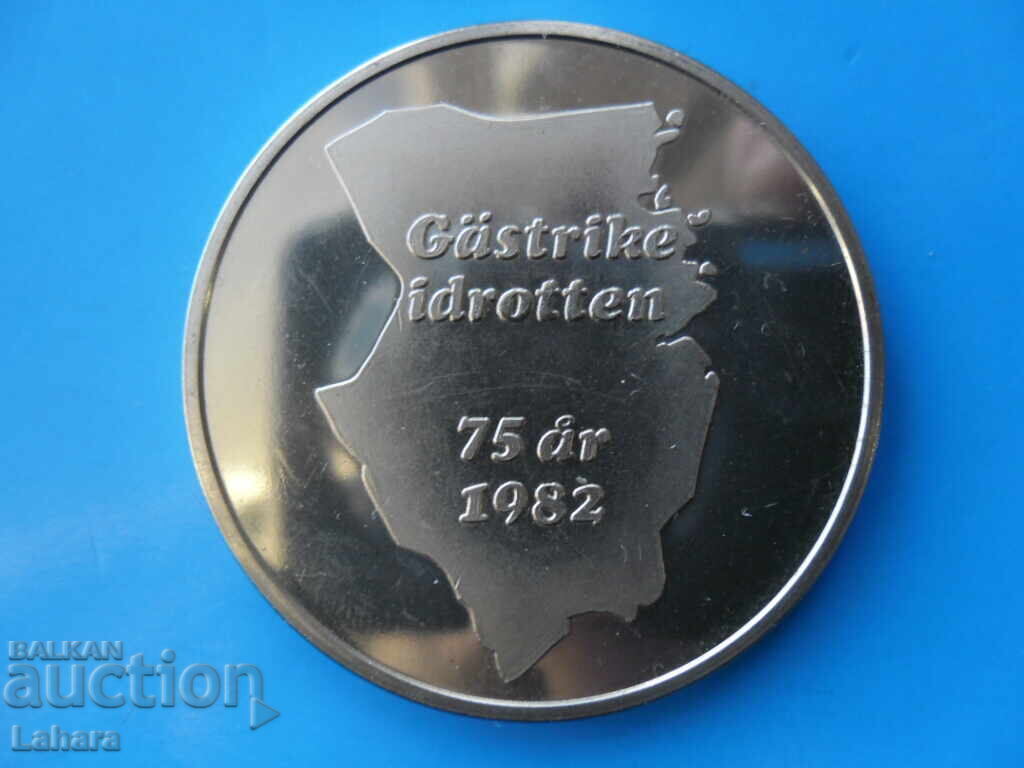 Gästrike
idrotten
75 år
1982
BALKAN
auction
Lahara